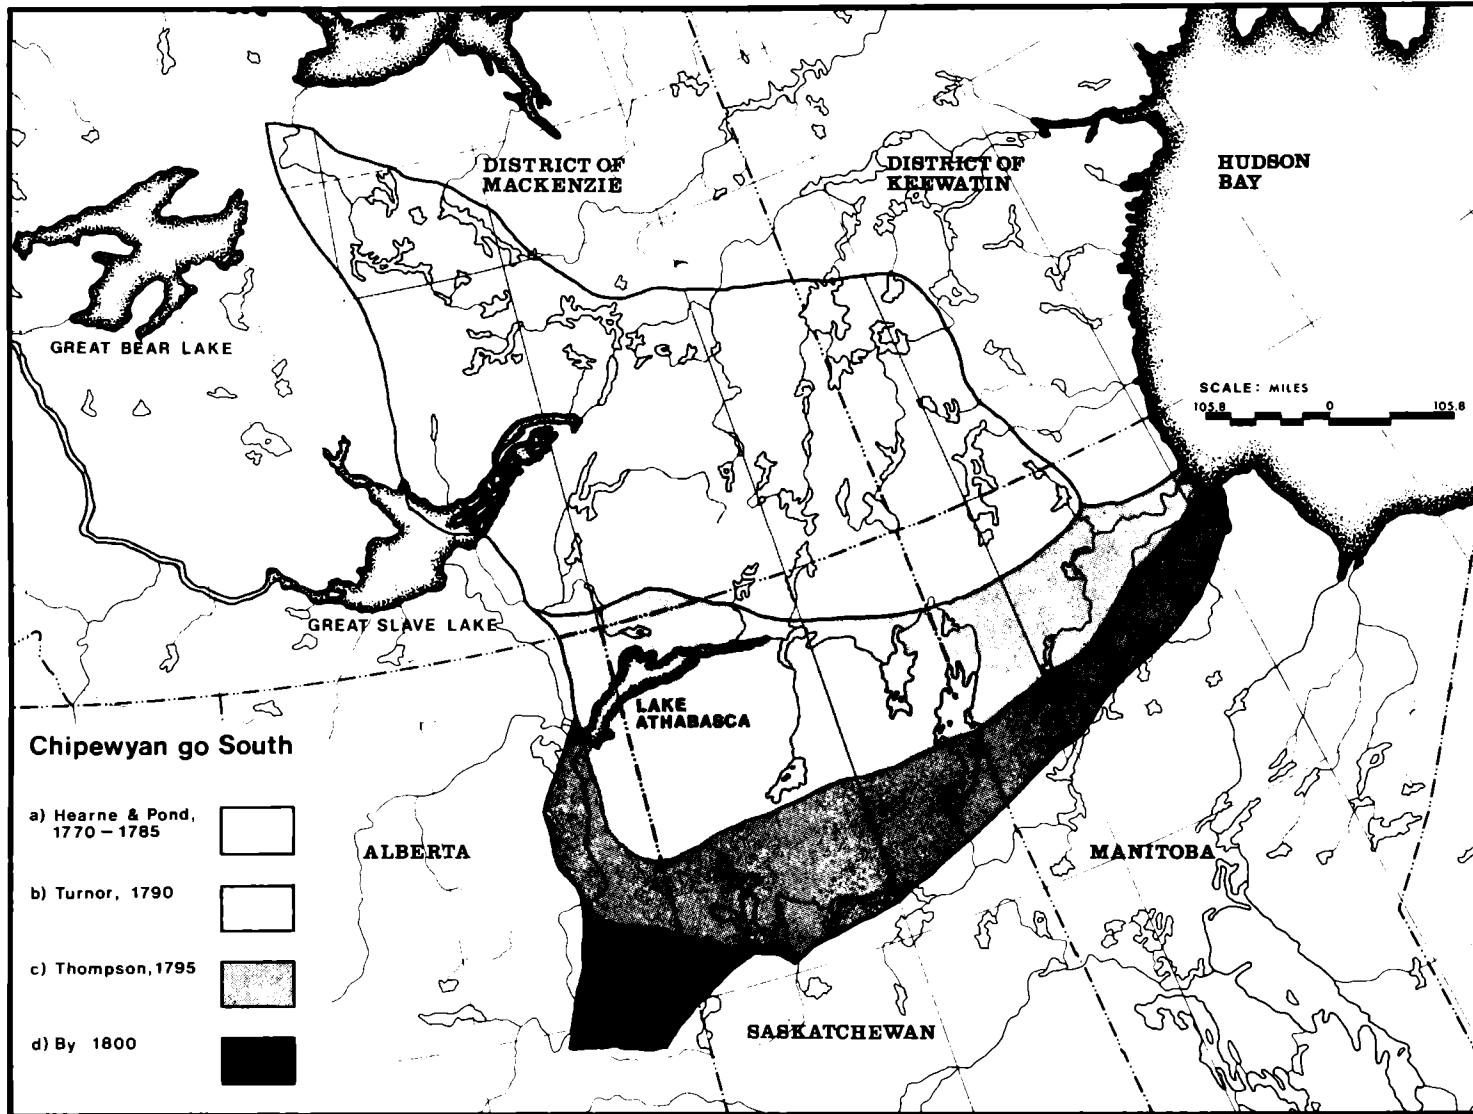 DISTRICT OF
MACKENZIE
DISTRICT OF
KEEWATIN
HUDSON
BAY
GREAT BEAR LAKE
SCALE: MILES
105.8 0 105.8
GREAT SLAVE LAKE
LAKE
ATHABASCA
Chipewyan go South
a) Hearne & Pond,
1770 – 1785
b) Turnor, 1790
c) Thompson, 1795
d) By 1800
ALBERTA
MANITOBA
SASKATCHEWAN